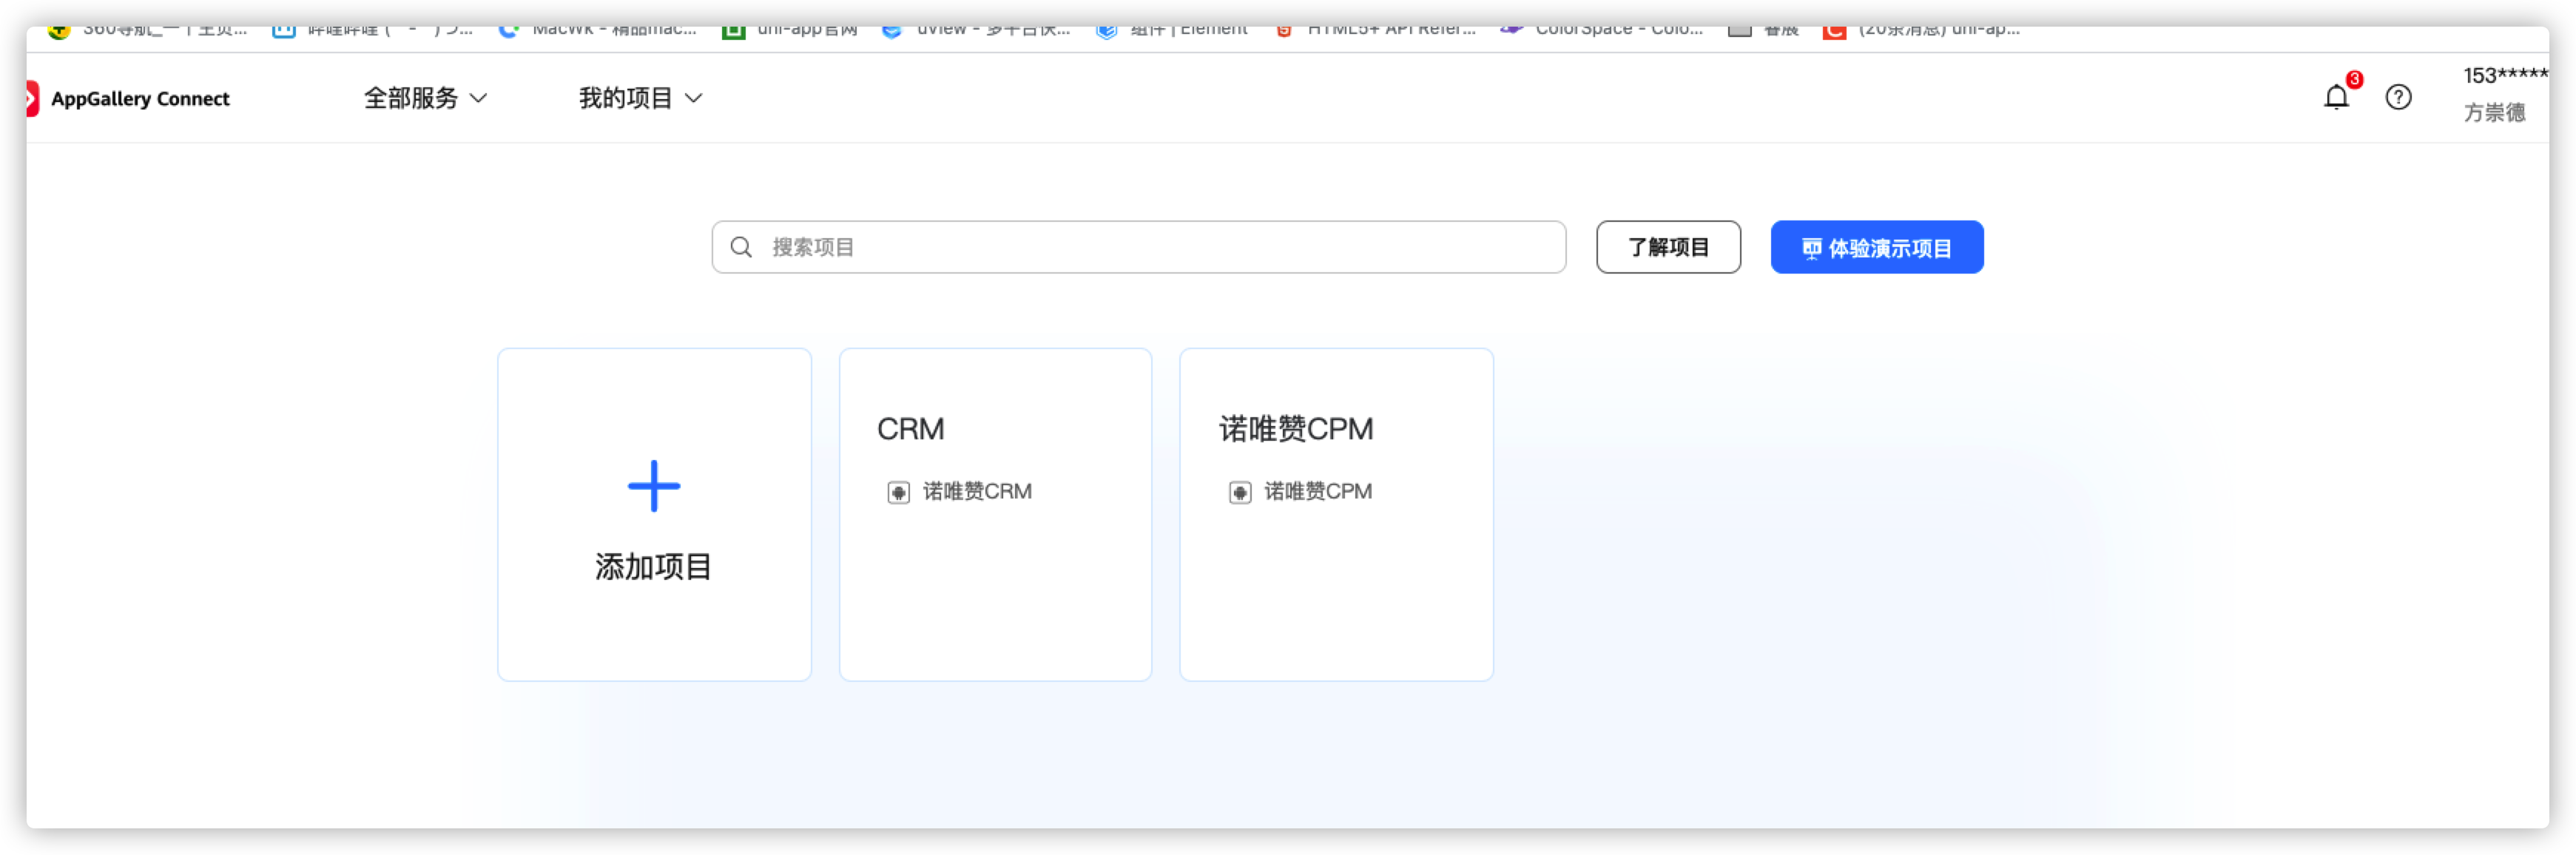 360导航_一个主页...
哔哩哔哩 ( ゜- ゜)つ...
MacWk - 精品mac...
uni-app官网
uView - 多平台快...
组件 | Element
HTML5+ API Refer...
ColorSpace - Colo...
(20条消息) uni-ap...
AppGallery Connect
全部服务
我的项目
3
153*****
方崇德
搜索项目
了解项目
体验演示项目
添加项目
CRM
诺唯赞CRM
诺唯赞CPM
诺唯赞CPM